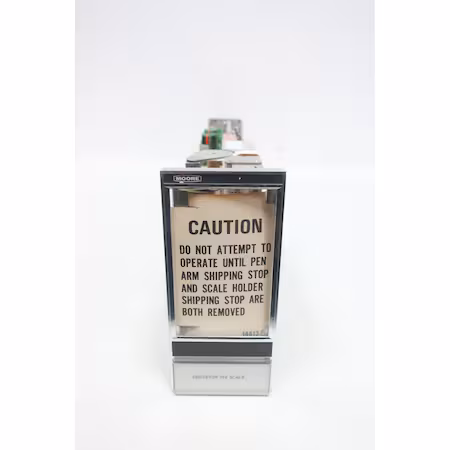 MOORE
CAUTION
DO NOT ATTEMPT TO
OPERATE UNTIL PEN
ARM SHIPPING STOP
AND SCALE HOLDER
SHIPPING STOP ARE
BOTH REMOVED